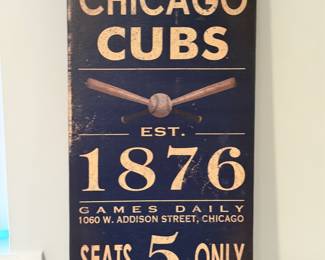 CHICAGO
CUBS
EST.
1876
GAMES DAILY
1060 W. ADDISON STREET, CHICAGO
SEATS 5 ONLY